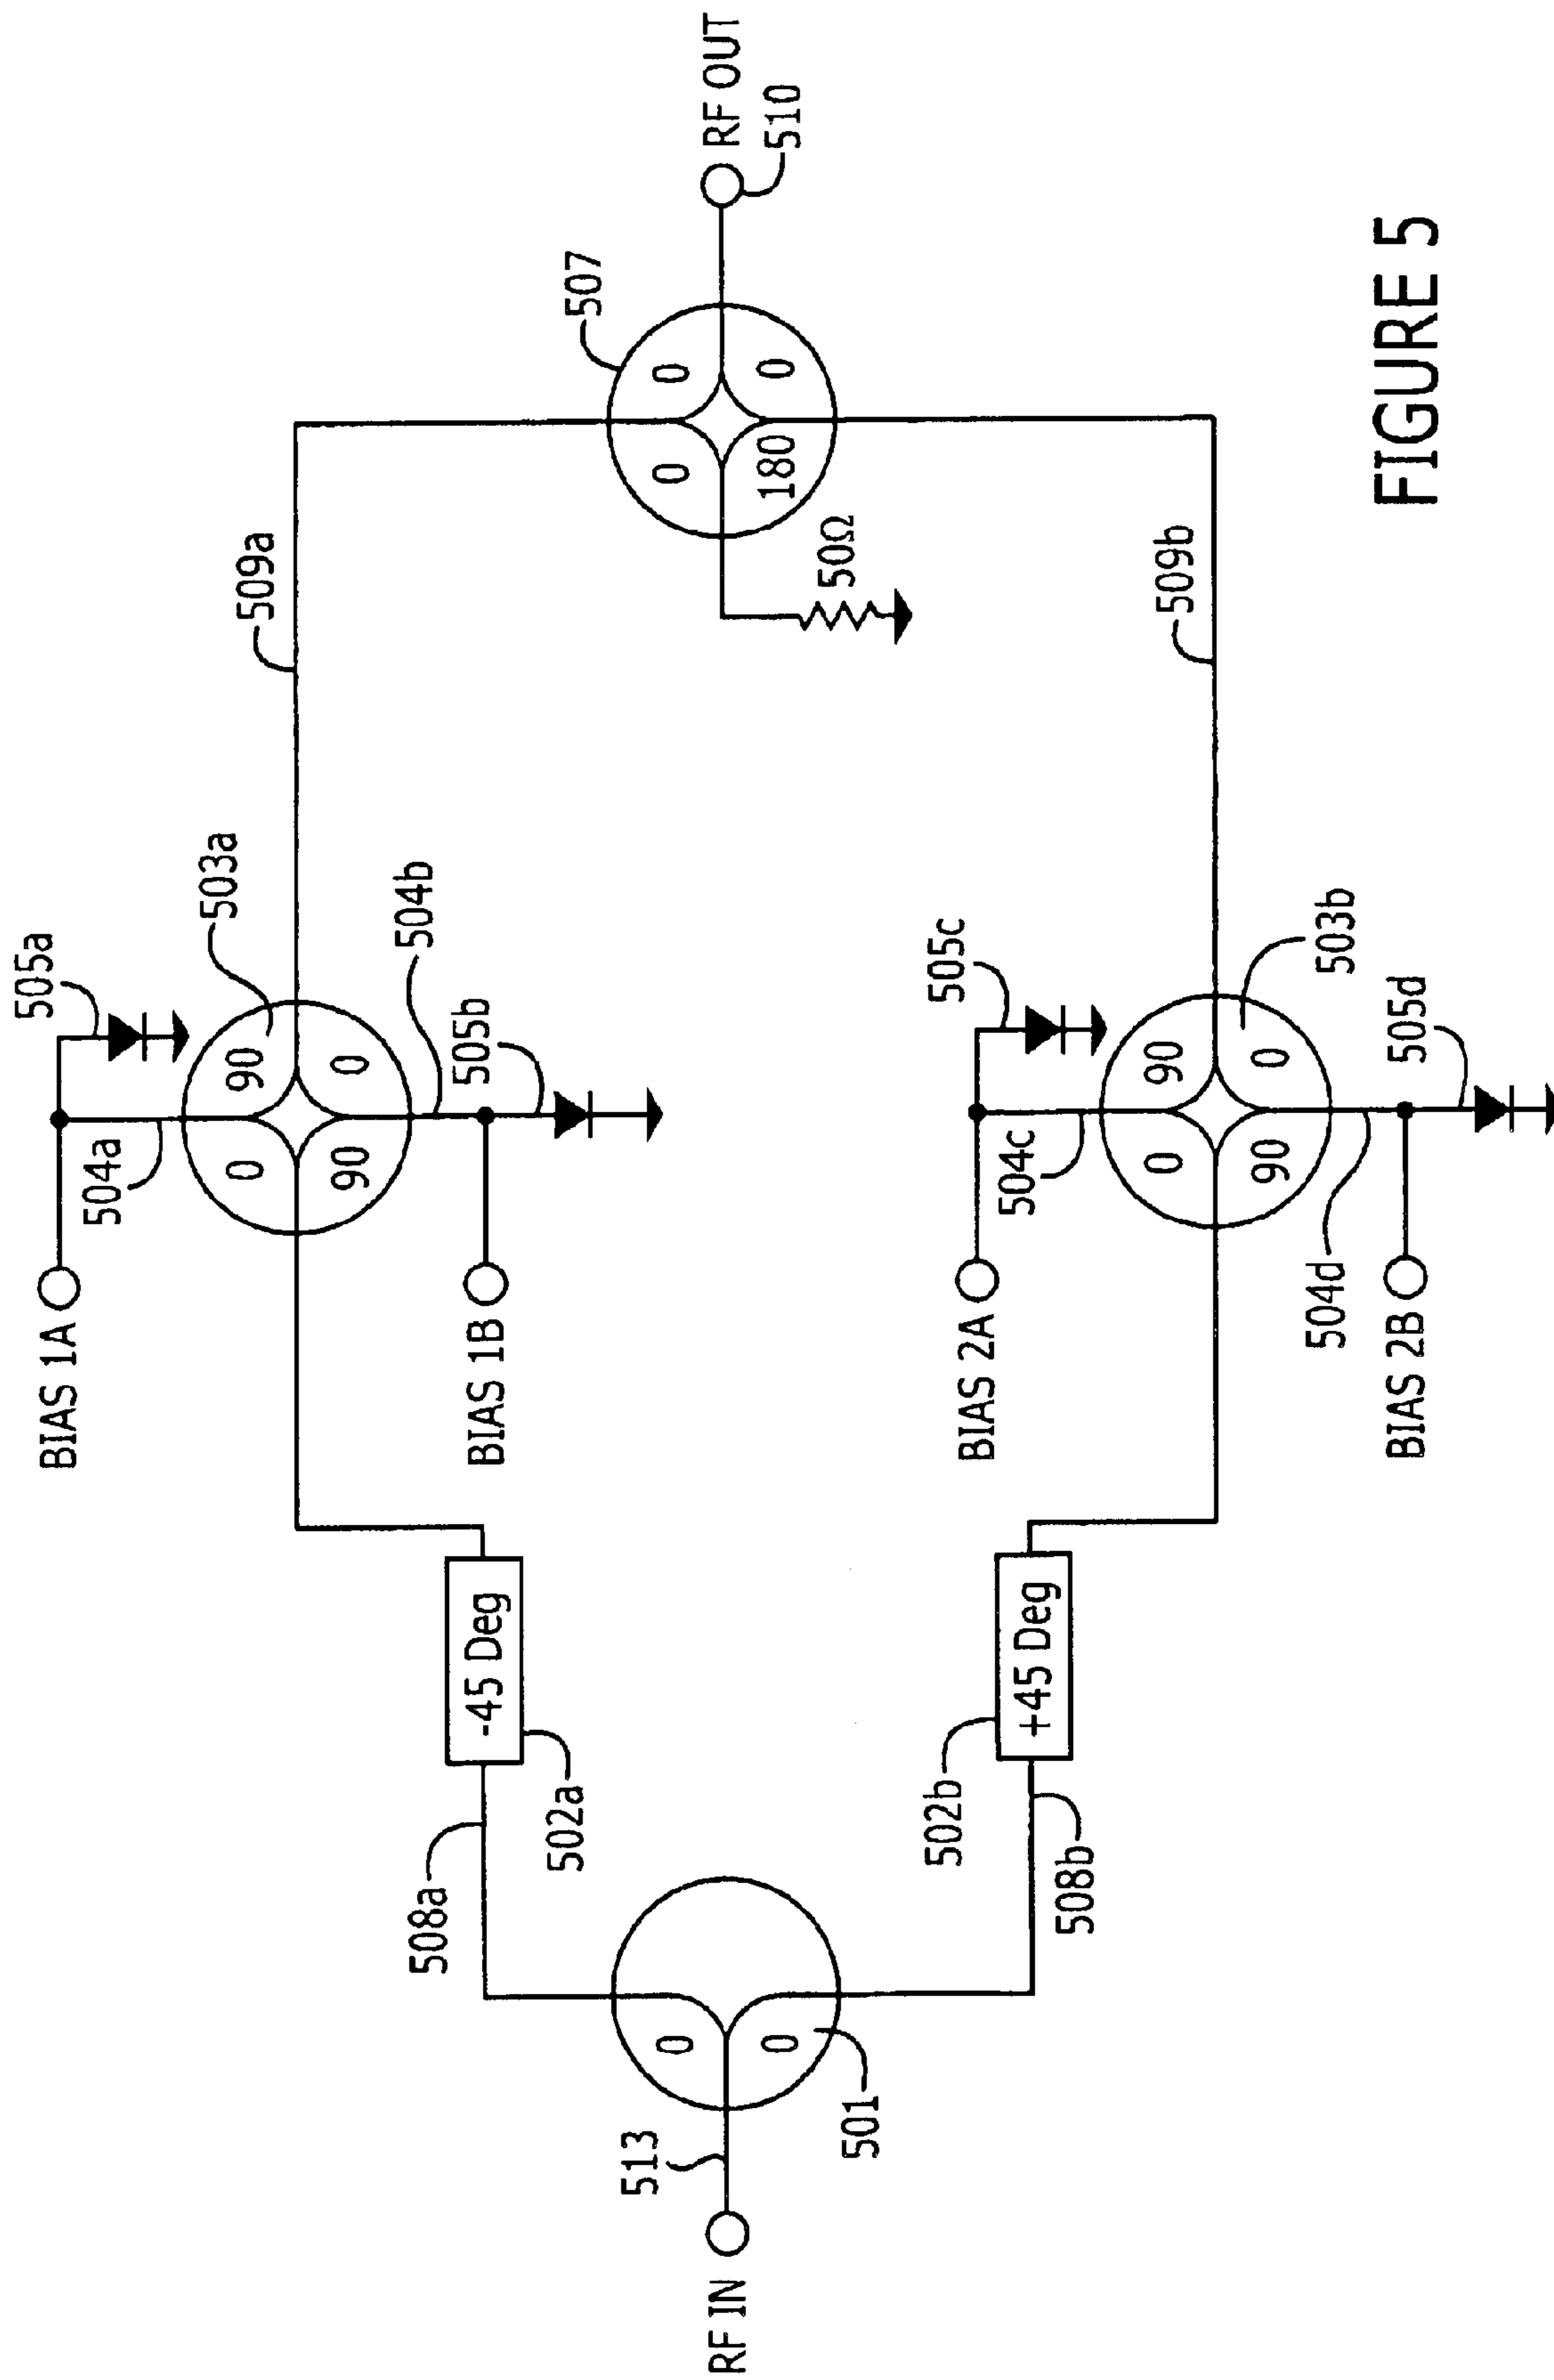 505a
504a
90
503a
BIAS 1A
0
509a
0
90
504b
507
BIAS 1B
505b
-45 Deg
508a
502a
0
0
RF OUT
510
0
180
50Ω
0
RF IN
513
0
501
505c
BIAS 2A
504c
502b
+45 Deg
0
90
509b
508b
90
0
503b
504d
505d
BIAS 2B
FIGURE 5